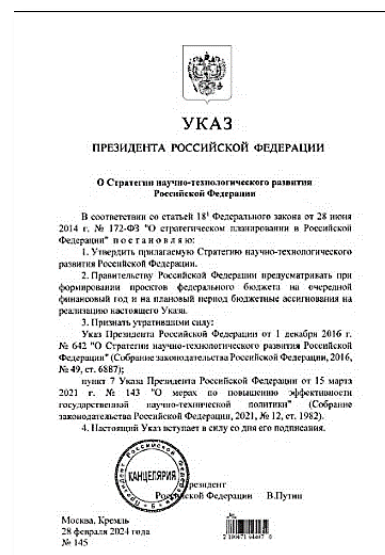 УКАЗ
ПРЕЗИДЕНТА РОССИЙСКОЙ ФЕДЕРАЦИИ
О Стратегии научно-технологического развития
Российской Федерации
В соответствии со статьей 18¹ Федерального закона от 28 июня
2014 г. № 172-ФЗ "О стратегическом планировании в Российской
Федерации" п о с т а н о в л я ю:
1. Утвердить прилагаемую Стратегию научно-технологического
развития Российской Федерации.
2. Правительству Российской Федерации предусматривать при
формировании проектов федерального бюджета на очередной
финансовый год и на плановый период бюджетные ассигнования на
реализацию настоящего Указа.
3. Признать утратившими силу:
Указ Президента Российской Федерации от 1 декабря 2016 г.
№ 642 "О Стратегии научно-технологического развития Российской
Федерации" (Собрание законодательства Российской Федерации, 2016,
№ 49, ст. 6887);
пункт 7 Указа Президента Российской Федерации от 15 марта
2021 г. № 143 "О мерах по повышению эффективности
государственной научно-технической политики" (Собрание
законодательства Российской Федерации, 2021, № 12, ст. 1982).
4. Настоящий Указ вступает в силу со дня его подписания.
КАНЦЕЛЯРИЯ
Президент
Российской Федерации В.Путин
Москва, Кремль
28 февраля 2024 года
№ 145